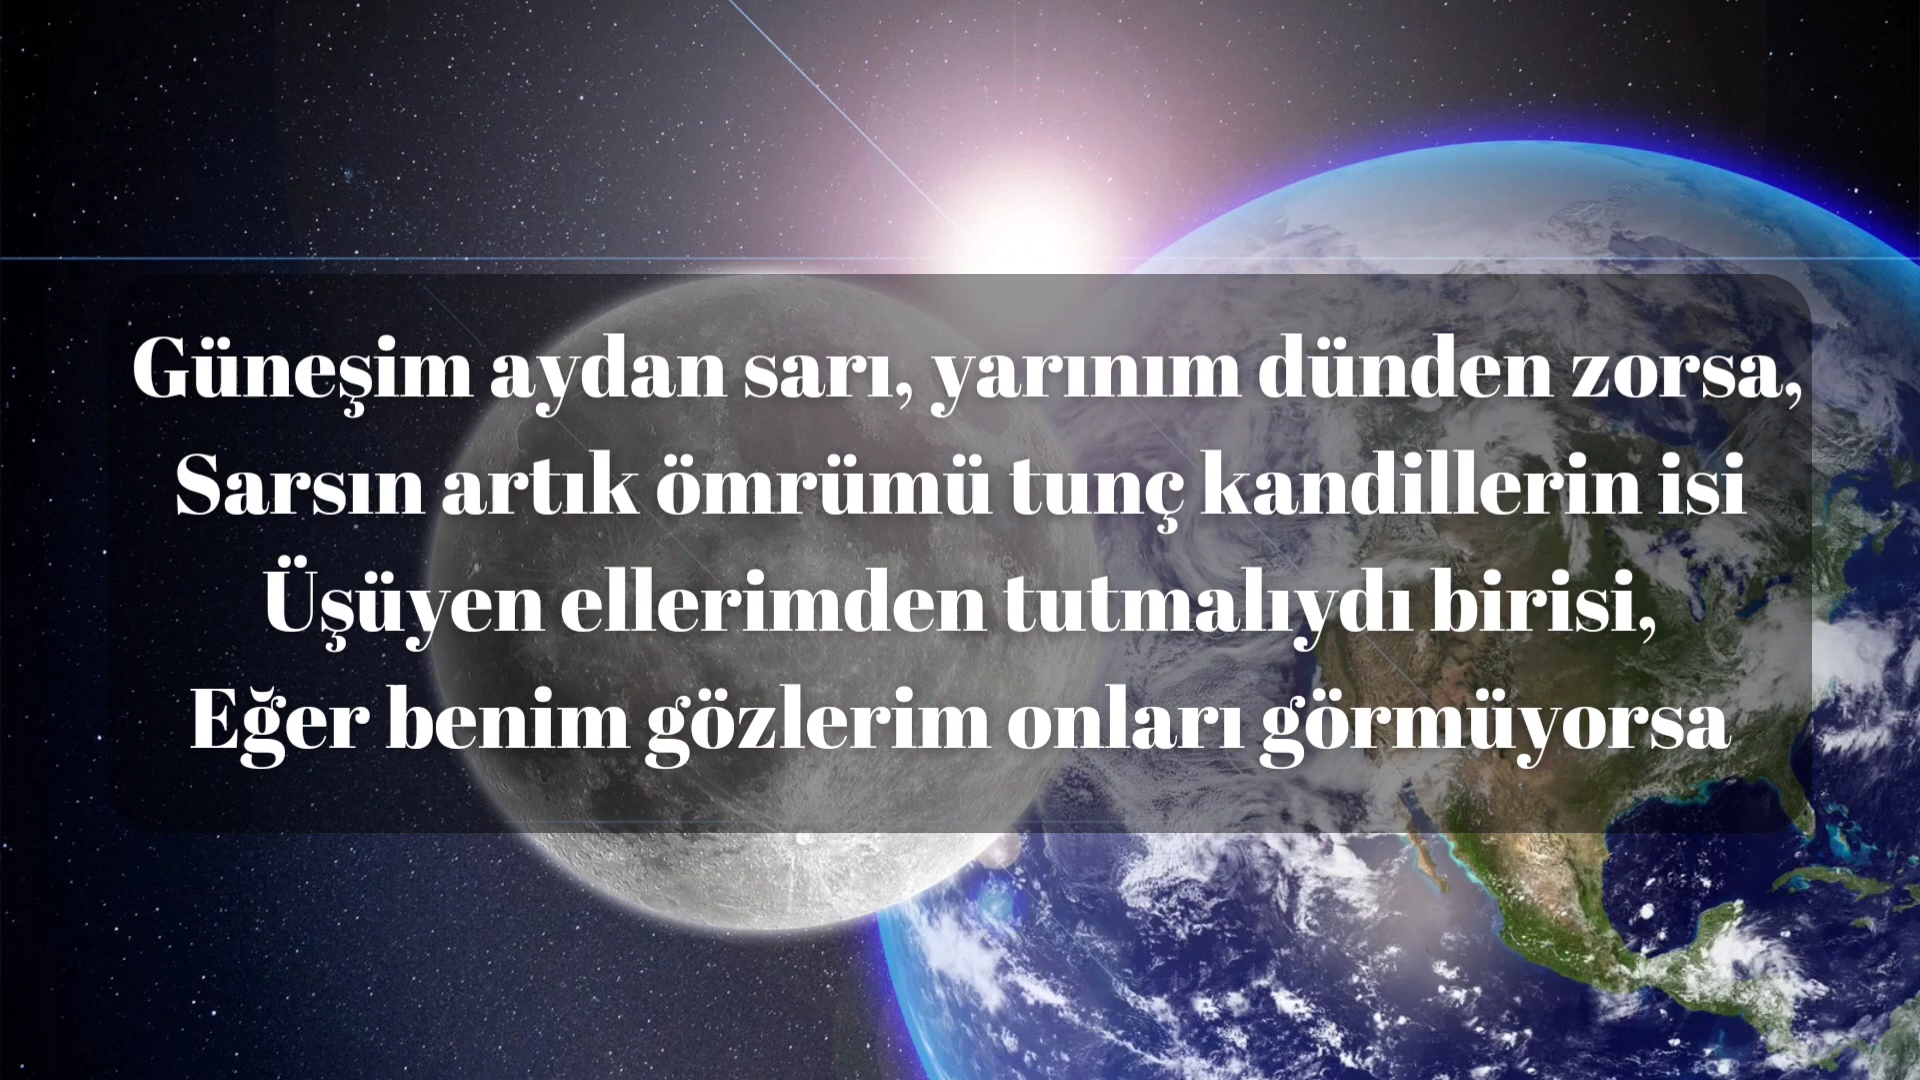 Güneşim aydan sarı, yarınım dünden zorsa,
Sarsın artık ömrümü tunç kandillerin isi
Üşüyen ellerimden tutmalıydı birisi,
Eğer benim gözlerim onları görmüyorsa